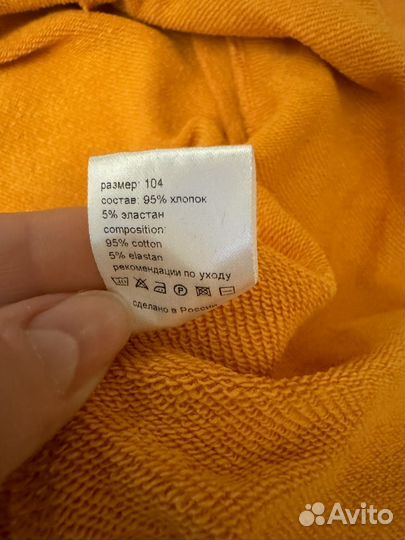 размер: 104
состав: 95% хлопок
5% эластан
composition:
95% cotton
5% elastan
рекомендации по уходу
сделано в России
Avito